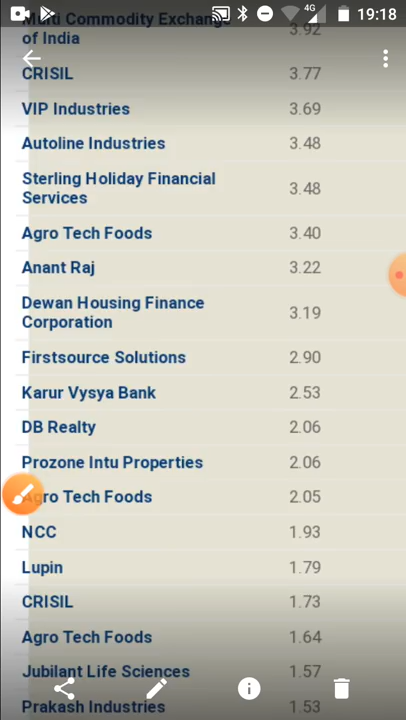 4G 19:18
Multi Commodity Exchange 3.92
of India
CRISIL 3.77
VIP Industries 3.69
Autoline Industries 3.48
Sterling Holiday Financial 3.48
Services
Agro Tech Foods 3.40
Anant Raj 3.22
Dewan Housing Finance 3.19
Corporation
Firstsource Solutions 2.90
Karur Vysya Bank 2.53
DB Realty 2.06
Prozone Intu Properties 2.06
Agro Tech Foods 2.05
NCC 1.93
Lupin 1.79
CRISIL 1.73
Agro Tech Foods 1.64
Jubilant Life Sciences 1.57
Prakash Industries 1.53